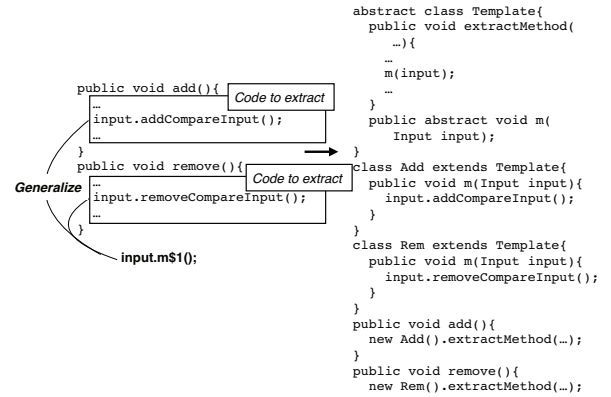 public void add(){
Code to extract
…
input.addCompareInput();
…
}
public void remove(){
Code to extract
…
input.removeCompareInput();
…
}
Generalize
input.m$1();
abstract class Template{
public void extractMethod(
…){
…
m(input);
…
}
public abstract void m(
Input input);
}
class Add extends Template{
public void m(Input input){
input.addCompareInput();
}
}
class Rem extends Template{
public void m(Input input){
input.removeCompareInput();
}
}
public void add(){
new Add().extractMethod(…);
}
public void remove(){
new Rem().extractMethod(…);